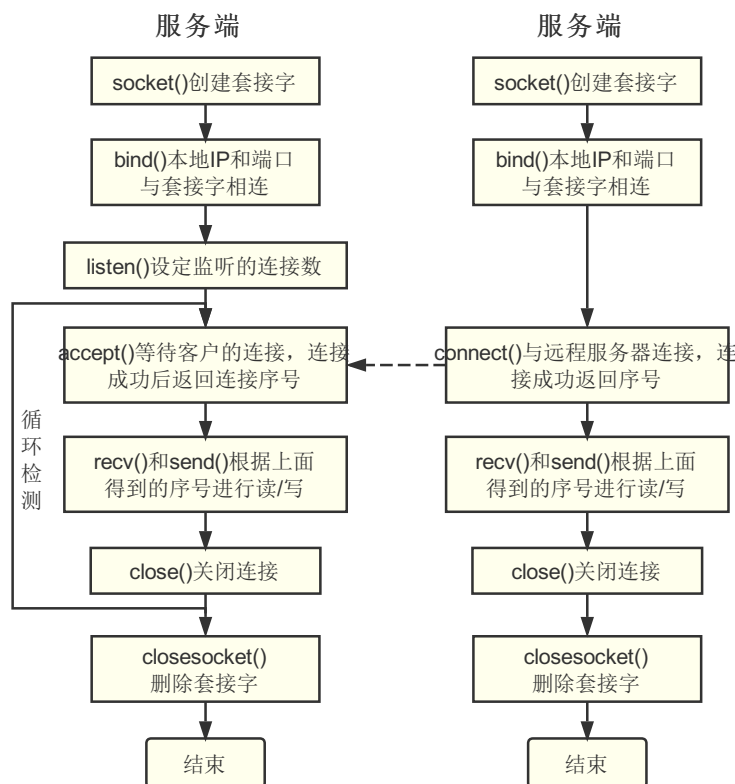 服务端
socket()创建套接字
bind()本地IP和端口
与套接字相连
listen()设定监听的连接数
accept()等待客户的连接，连接
成功后返回连接序号
recv()和send()根据上面
得到的序号进行读/写
close()关闭连接
closesocket()
删除套接字
结束
循
环
检
测
服务端
socket()创建套接字
bind()本地IP和端口
与套接字相连
connect()与远程服务器连接，连
接成功返回序号
recv()和send()根据上面
得到的序号进行读/写
close()关闭连接
closesocket()
删除套接字
结束